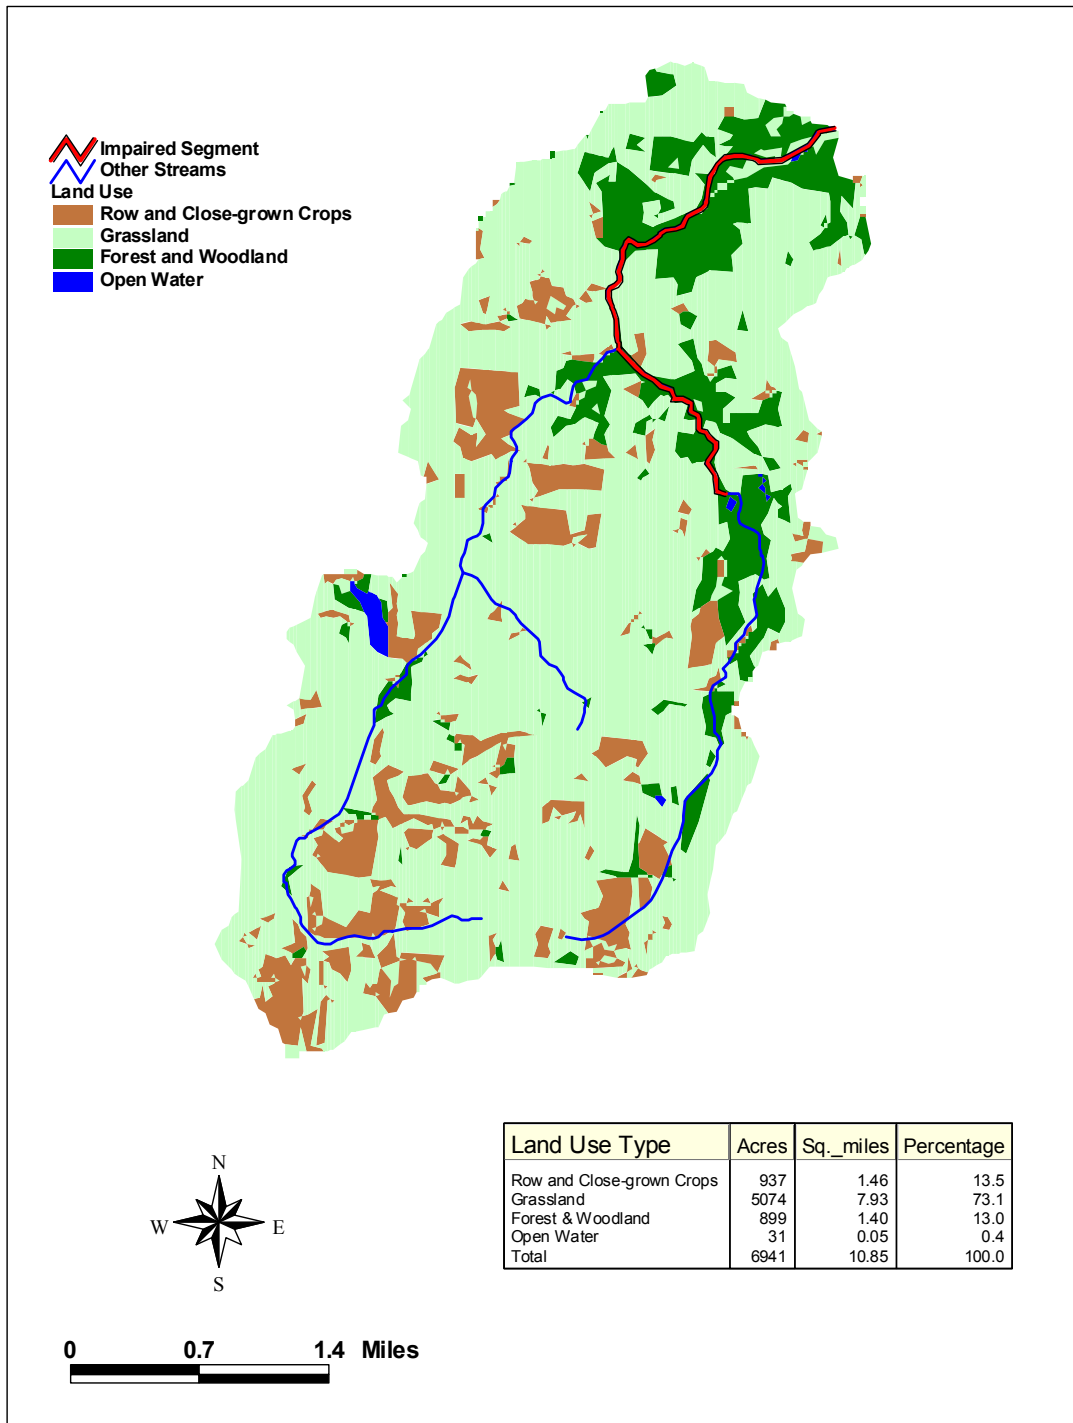 Impaired Segment
Other Streams
Land Use
Row and Close-grown Crops
Grassland
Forest and Woodland
Open Water
Land Use Type Acres Sq._miles Percentage
Row and Close-grown Crops 937 1.46 13.5
Grassland 5074 7.93 73.1
Forest & Woodland 899 1.40 13.0
Open Water 31 0.05 0.4
Total 6941 10.85 100.0
N
W E
S
0 0.7 1.4 Miles